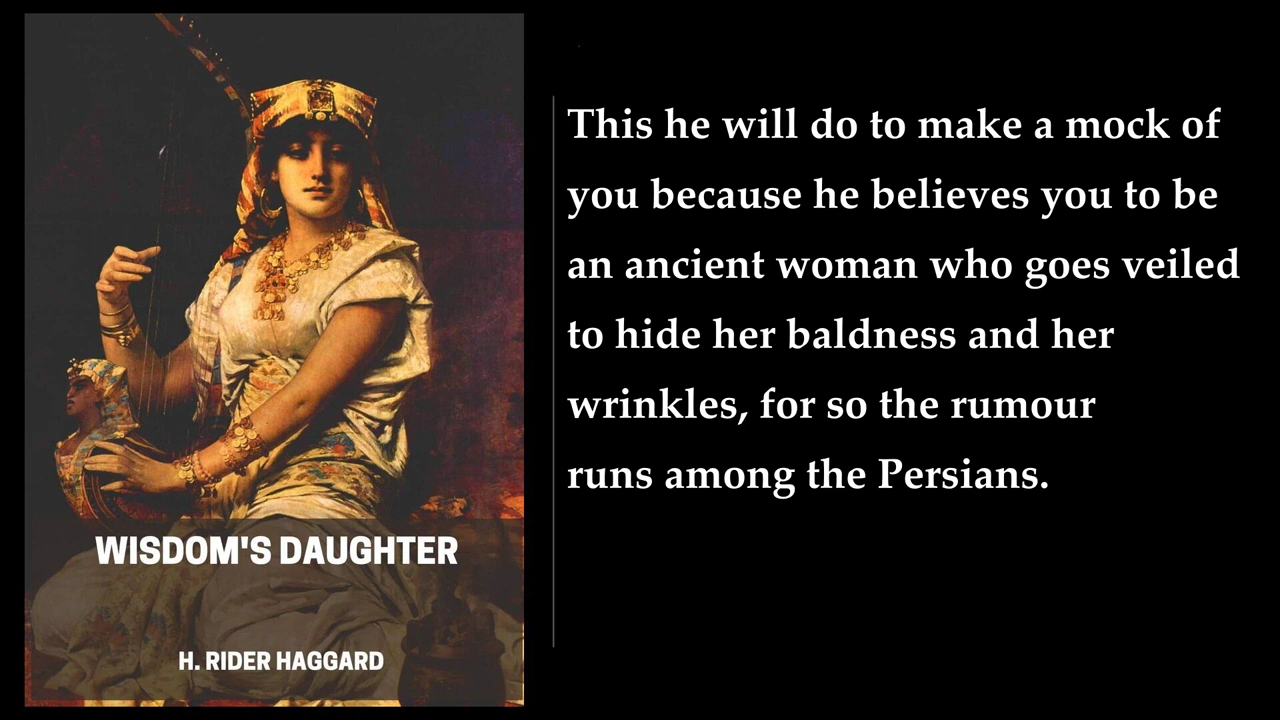 This he will do to make a mock of
you because he believes you to be
an ancient woman who goes veiled
to hide her baldness and her
wrinkles, for so the rumour
runs among the Persians.
WISDOM'S DAUGHTER
H. RIDER HAGGARD